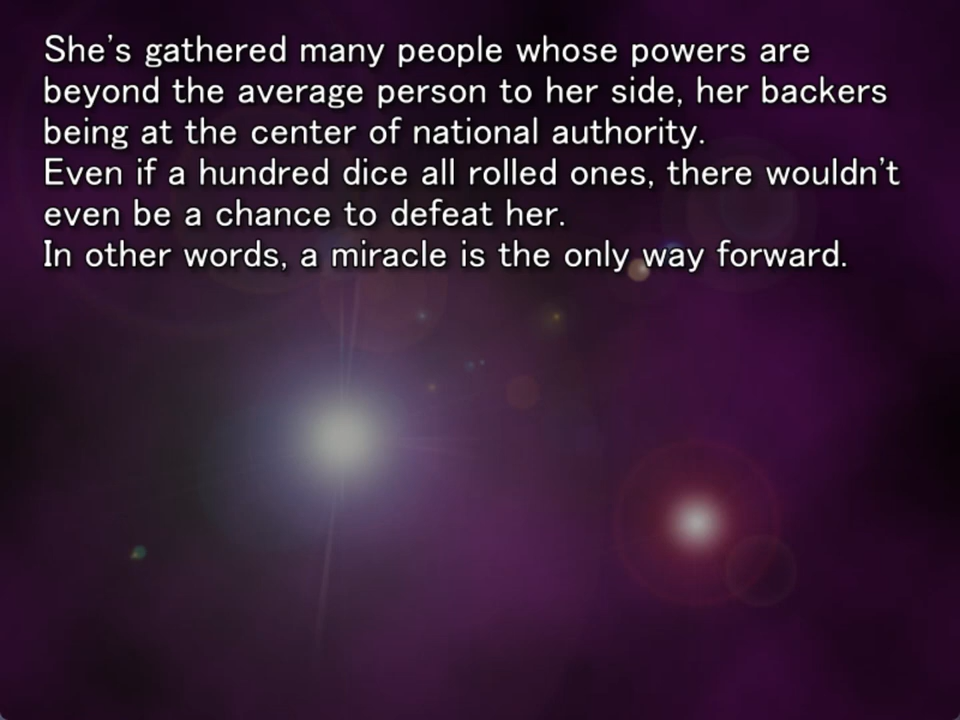 She's gathered many people whose powers are
beyond the average person to her side, her backers
being at the center of national authority.
Even if a hundred dice all rolled ones, there wouldn't
even be a chance to defeat her.
In other words, a miracle is the only way forward.